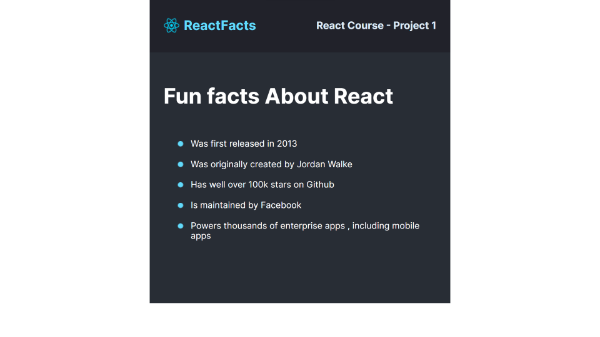 ReactFacts
React Course - Project 1
Fun facts About React
Was first released in 2013
Was originally created by Jordan Walke
Has well over 100k stars on Github
Is maintained by Facebook
Powers thousands of enterprise apps , including mobile
apps